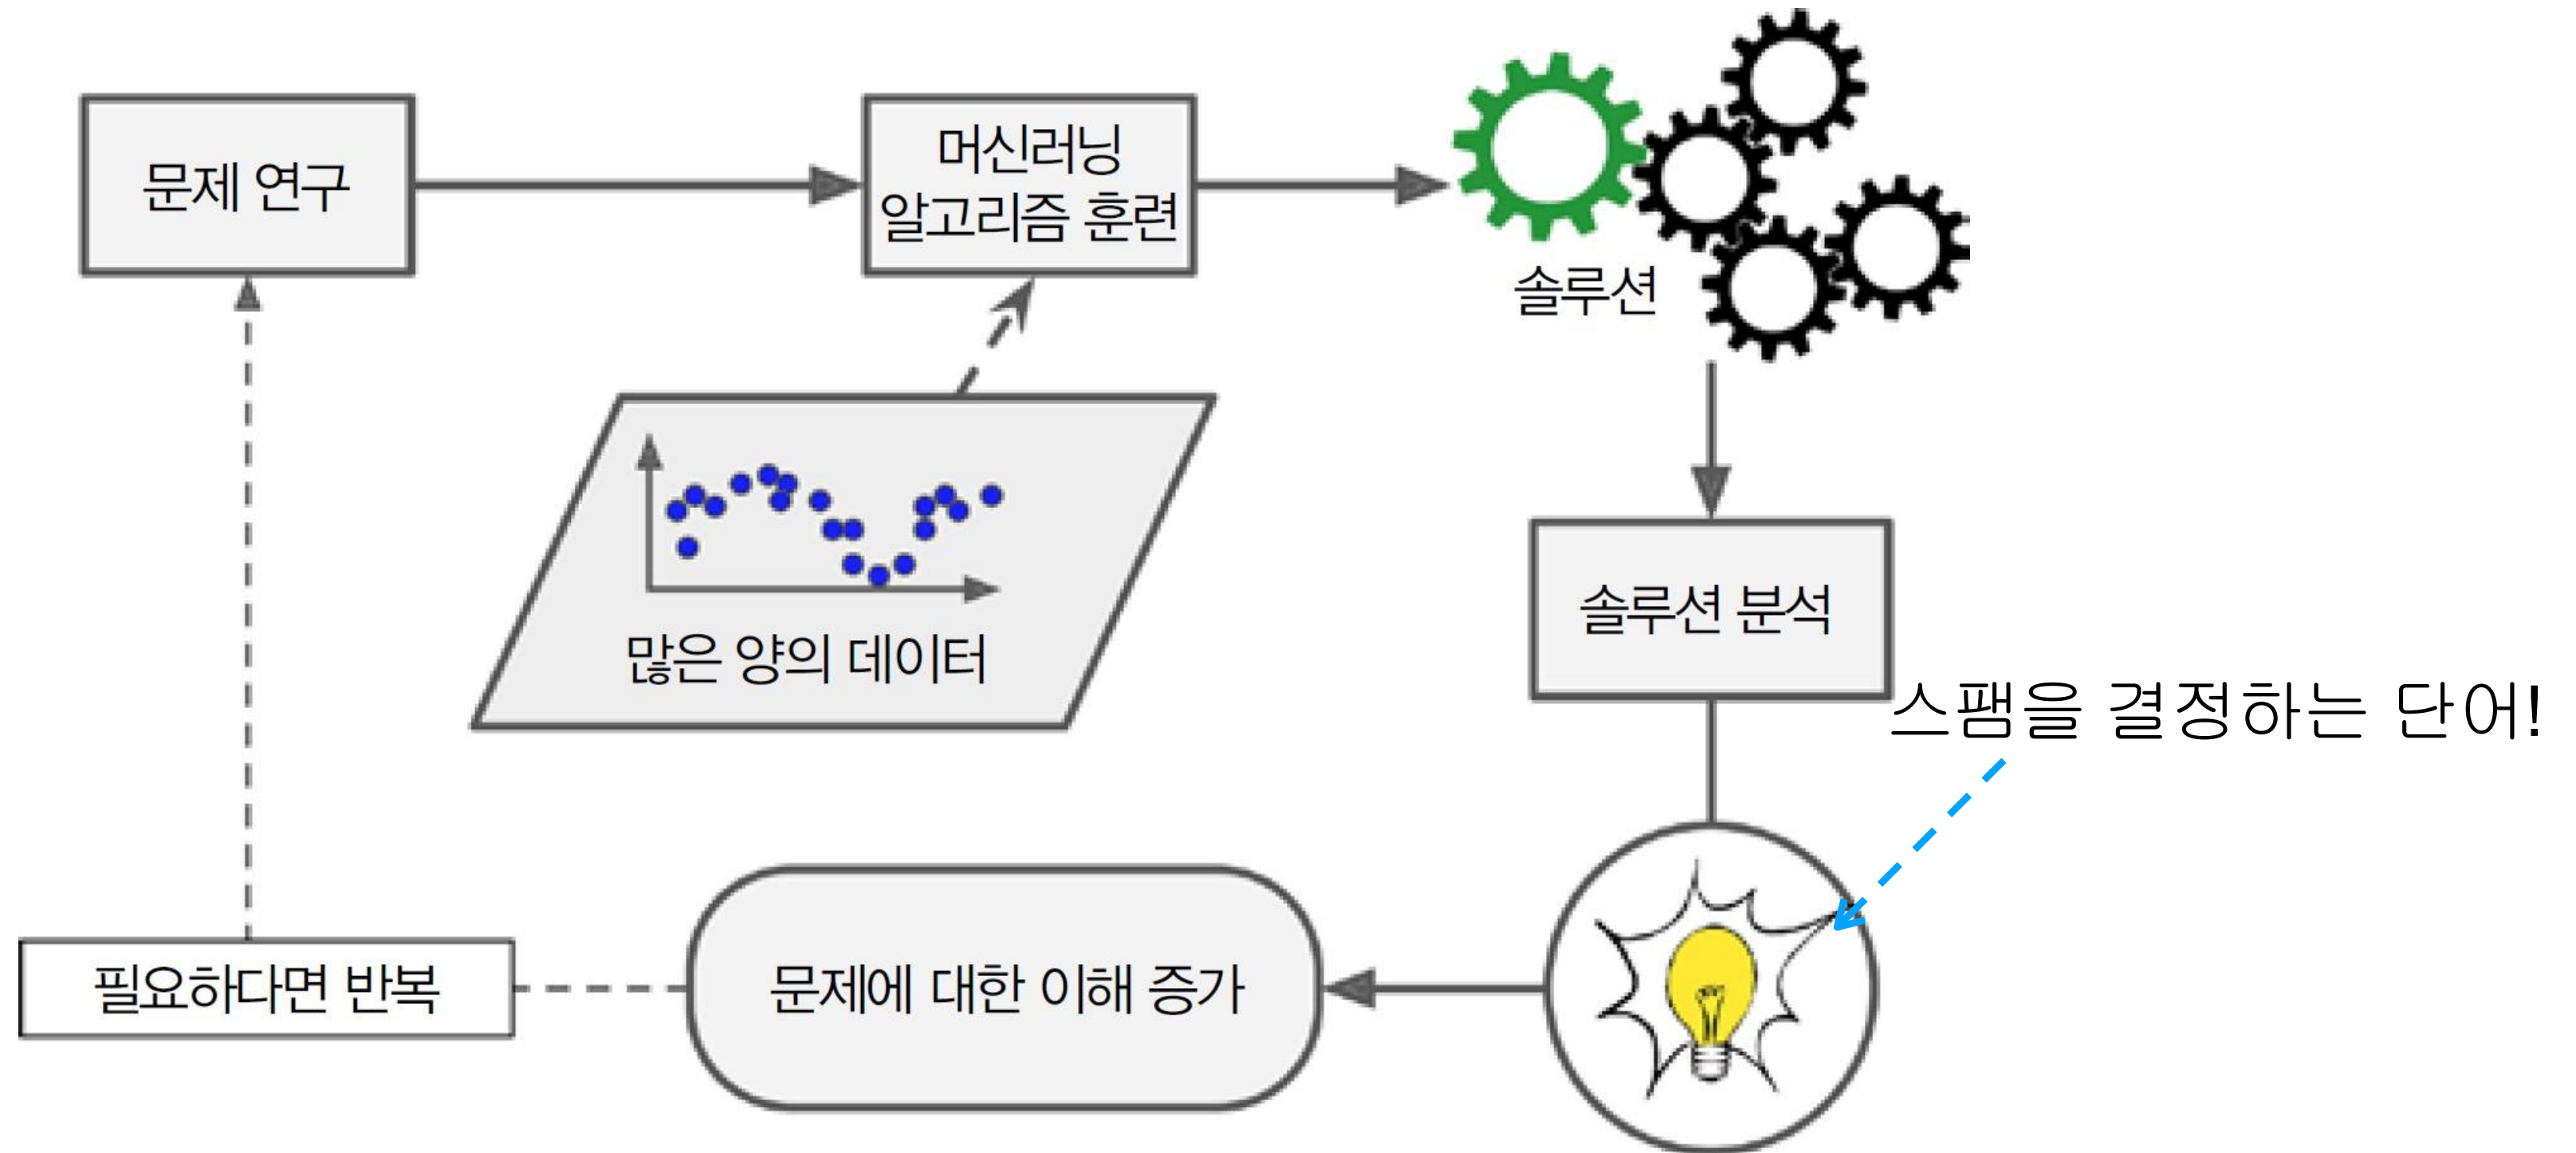 문제 연구
머신러닝
알고리즘 훈련
솔루션
많은 양의 데이터
솔루션 분석
스팸을 결정하는 단어!
문제에 대한 이해 증가
필요하다면 반복